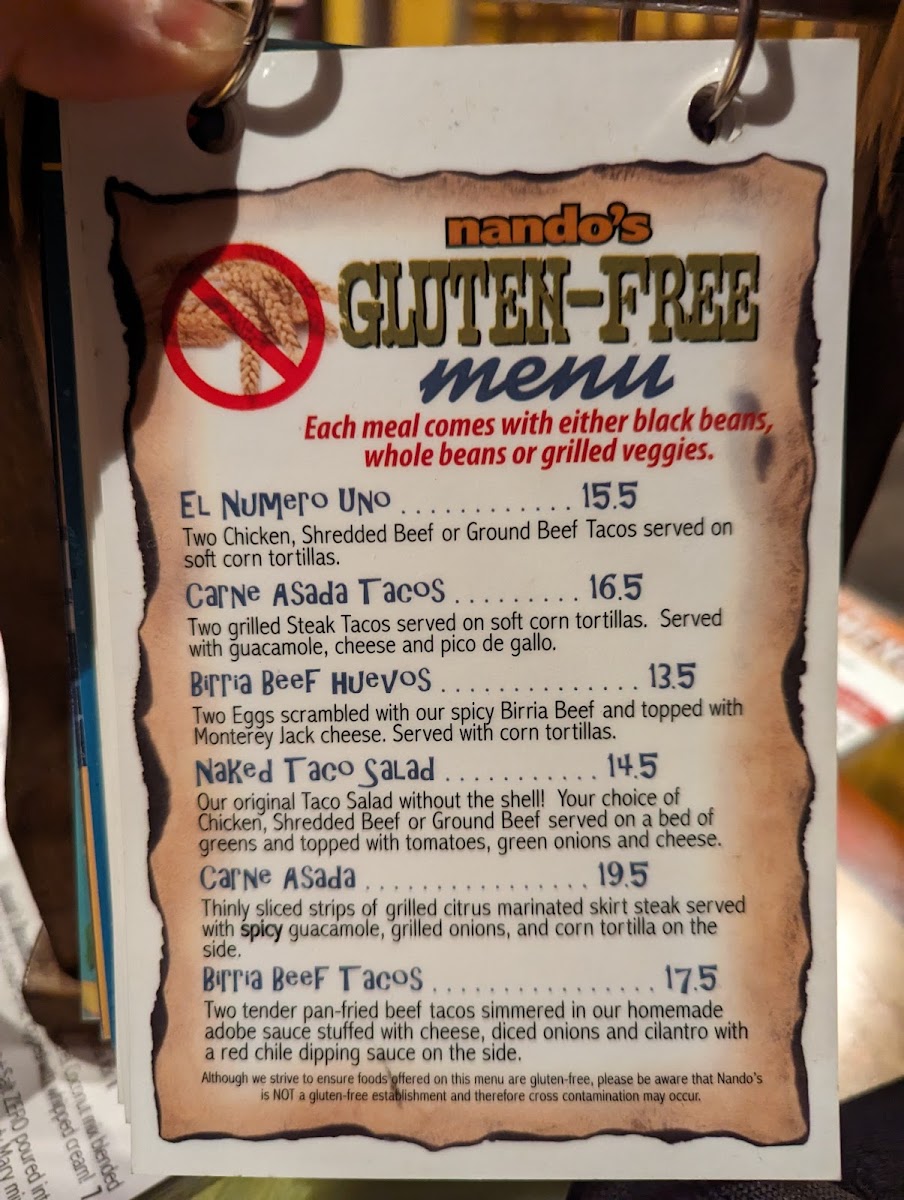 nando's
GLUTEN-FREE
menu
Each meal comes with either black beans,
whole beans or grilled veggies.
El Numero Uno ............ 15.5
Two Chicken, Shredded Beef or Ground Beef Tacos served on
soft corn tortillas.
Carne Asada Tacos ......... 16.5
Two grilled Steak Tacos served on soft corn tortillas. Served
with guacamole, cheese and pico de gallo.
Birria Beef Huevos .............. 13.5
Two Eggs scrambled with our spicy Birria Beef and topped with
Monterey Jack cheese. Served with corn tortillas.
Naked Taco Salad ........... 14.5
Our original Taco Salad without the shell! Your choice of
Chicken, Shredded Beef or Ground Beef served on a bed of
greens and topped with tomatoes, green onions and cheese.
Carne Asada ................ 19.5
Thinly sliced strips of grilled citrus marinated skirt steak served
with spicy guacamole, grilled onions, and corn tortilla on the
side.
Birria Beef Tacos ................ 17.5
Two tender pan-fried beef tacos simmered in our homemade
adobe sauce stuffed with cheese, diced onions and cilantro with
a red chile dipping sauce on the side.
Although we strive to ensure foods offered on this menu are gluten-free, please be aware that Nando's
is NOT a gluten-free establishment and therefore cross contamination may occur.
Coconut milk blended
whipped cream!
ZERO poured int
Mary mi